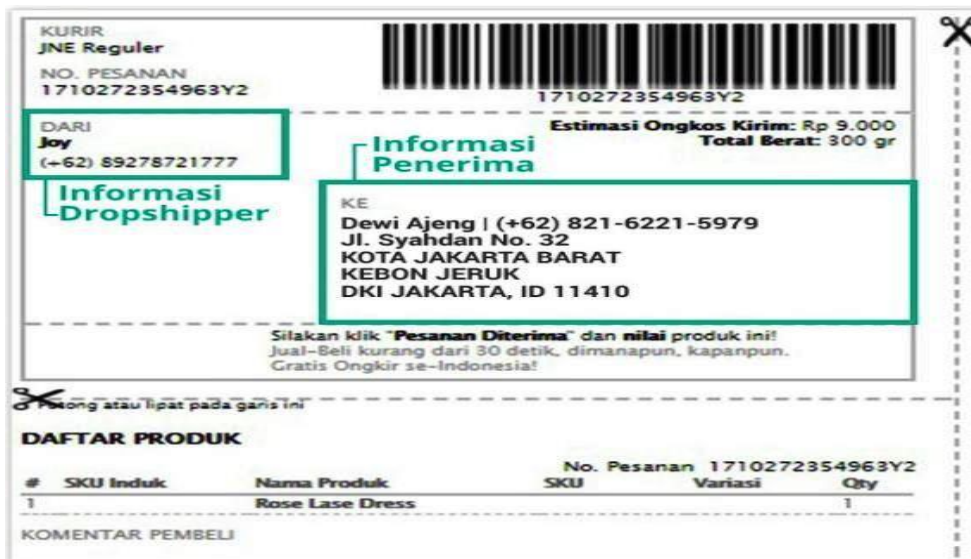 KURIR
JNE Reguler
NO. PESANAN
1710272354963Y2
1710272354963Y2
DARI
Joy
(+62) 89278721777
Informasi
Dropshipper
Estimasi Ongkos Kirim: Rp 9.000
Total Berat: 300 gr
Informasi
Penerima
KE
Dewi Ajeng | (+62) 821-6221-5979
Jl. Syahdan No. 32
KOTA JAKARTA BARAT
KEBON JERUK
DKI JAKARTA, ID 11410
Silakan klik "Pesanan Diterima" dan nilai produk ini!
Jual-Beli kurang dari 30 detik, dimanapun, kapanpun.
Gratis Ongkir se-Indonesia!
Potong atau lipat pada garis ini
DAFTAR PRODUK
No. Pesanan 1710272354963Y2
# SKU Induk Nama Produk SKU Variasi Qty
1 Rose Lase Dress 1
KOMENTAR PEMBELI